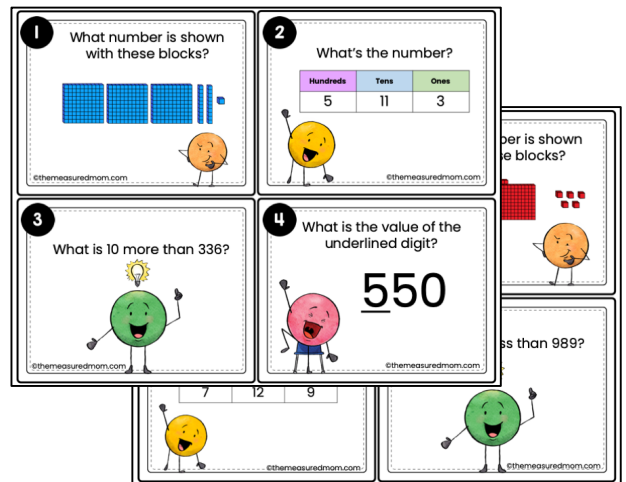 1
What number is shown
with these blocks?
©themeasuredmom.com
2
What's the number?
Hundreds Tens Ones
5 11 3
©themeasuredmom.com
3
What is 10 more than 336?
©themeasuredmom.com
4
What is the value of the
underlined digit?
550
©themeasuredmom.com
is shown
blocks?
than 989?
7 12 9
©themeasuredmom.com
©themeasuredmom.com